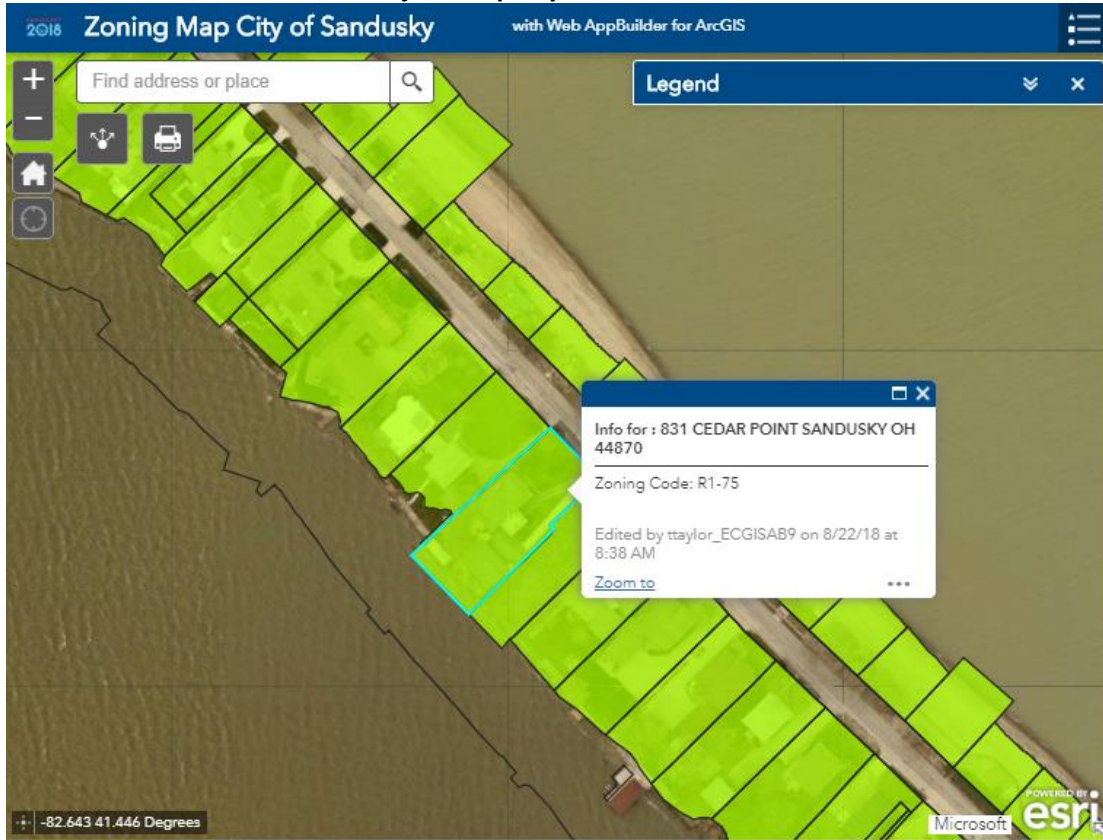 2018 Zoning Map City of Sandusky with Web AppBuilder for ArcGIS
Find address or place
Legend
Info for : 831 CEDAR POINT SANDUSKY OH
44870
Zoning Code: R1-75
Edited by ttaylor_ECGISAB9 on 8/22/18 at
8:38 AM
Zoom to
-82.643 41.446 Degrees
Microsoft
POWERED BY
esri